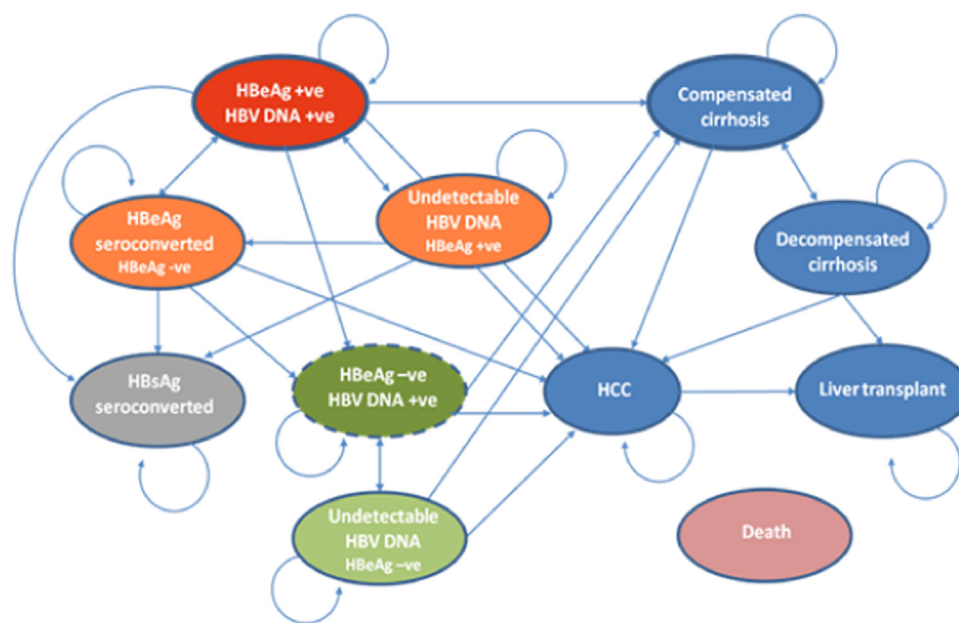 HBeAg +ve
HBV DNA +ve
Compensated
cirrhosis
HBeAg
seroconverted
HBeAg -ve
Undetectable
HBV DNA
HBeAg +ve
Decompensated
cirrhosis
HBsAg
seroconverted
HBeAg –ve
HBV DNA +ve
HCC
Liver transplant
Undetectable
HBV DNA
HBeAg –ve
Death